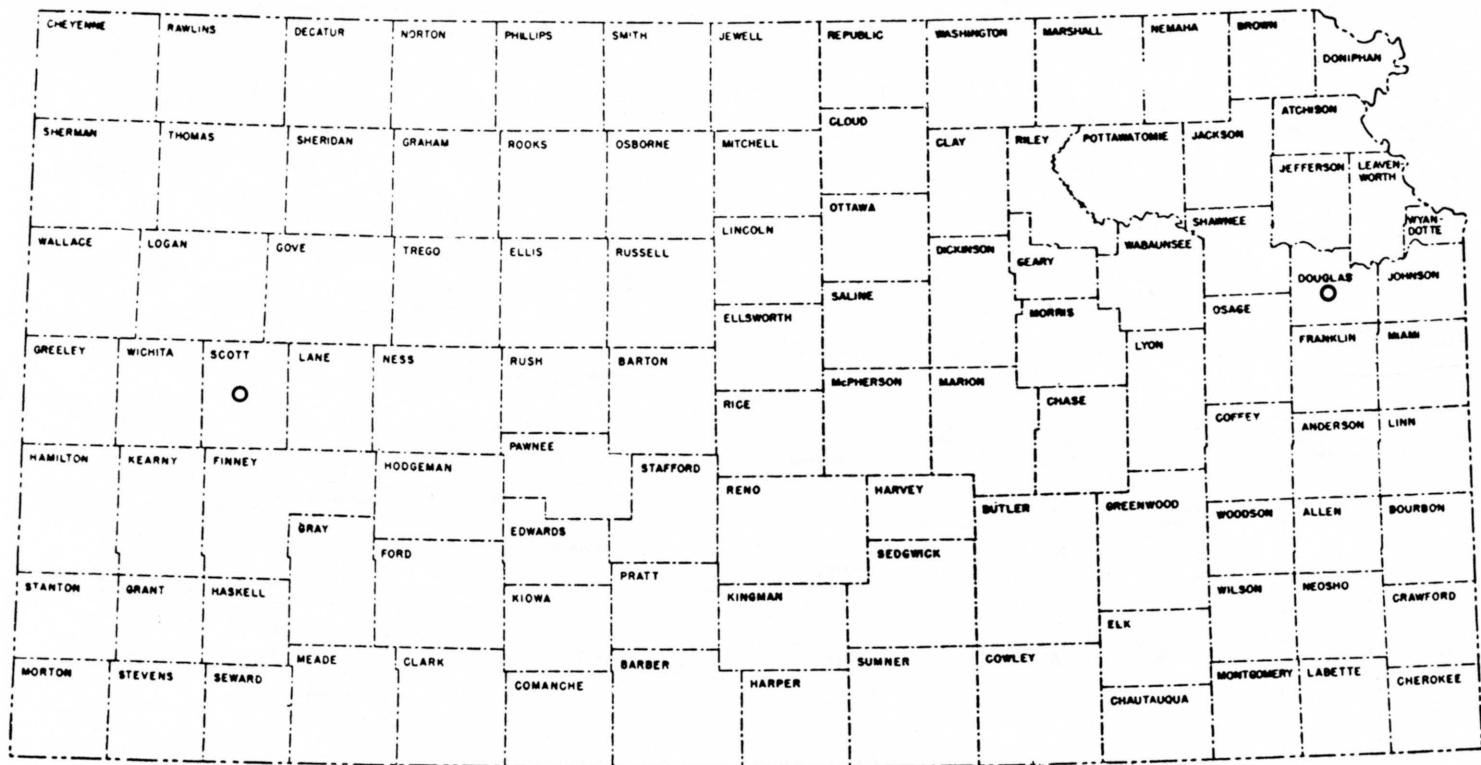 CHEYENNE
RAWLINS
DECATUR
NORTON
PHILLIPS
SMITH
JEWELL
REPUBLIC
WASHINGTON
MARSHALL
NEMAHA
BROWN
DONIPHAN
SHERMAN
THOMAS
SHERIDAN
GRAHAM
ROOKS
OSBORNE
MITCHELL
CLOUD
CLAY
RILEY
POTTAWATOMIE
JACKSON
ATCHISON
JEFFERSON
LEAVEN
WORTH
WYAN-
DOTTE
WALLACE
LOGAN
GOVE
TREGO
ELLIS
RUSSELL
LINCOLN
OTTAWA
DICKINSON
GEARY
WABAUNSEE
SHAWNEE
DOUGLAS
JOHNSON
GREELEY
WICHITA
SCOTT
LANE
NESS
RUSH
BARTON
ELLSWORTH
SALINE
MORRIS
LYON
OSAGE
FRANKLIN
MIAMI
RICE
McPHERSON
MARION
CHASE
COFFEY
ANDERSON
LINN
HAMILTON
KEARNY
FINNEY
HODGEMAN
PAWNEE
STAFFORD
RENO
HARVEY
BUTLER
GREENWOOD
WOODSON
ALLEN
BOURBON
GRAY
FORD
EDWARDS
PRATT
KINGMAN
SEDGWICK
STANTON
GRANT
HASKELL
KIOWA
ELK
WILSON
NEOSHO
CRAWFORD
MORTON
STEVENS
SEWARD
MEADE
CLARK
COMANCHE
BARBER
HARPER
SUMNER
COWLEY
CHAUTAUQUA
MONTGOMERY
LABETTE
CHEROKEE